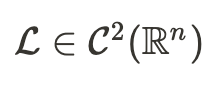 𝓛 ∈ 𝓒²(ℝⁿ)